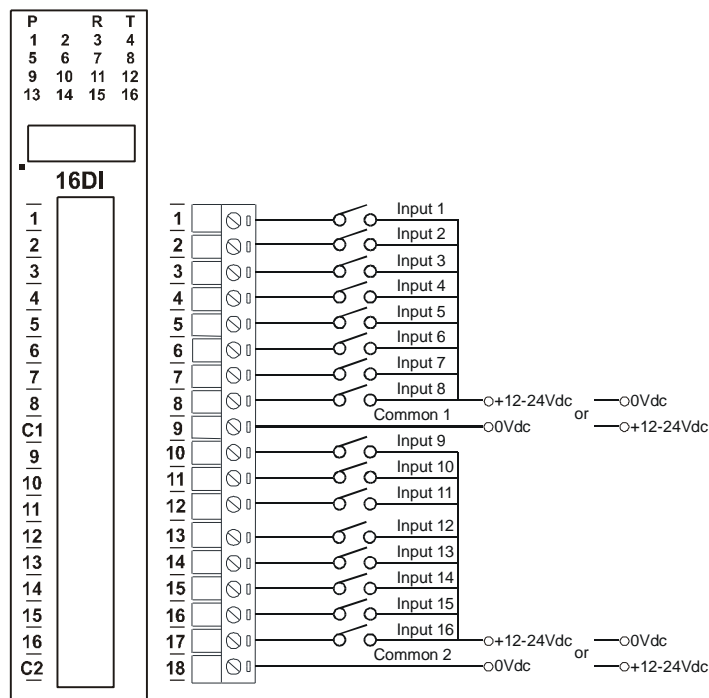 P R T
1 2 3 4
5 6 7 8
9 10 11 12
13 14 15 16
16DI
1
2
3
4
5
6
7
8
C1
9
10
11
12
13
14
15
16
C2
1 Input 1
2 Input 2
3 Input 3
4 Input 4
5 Input 5
6 Input 6
7 Input 7
8 Input 8 +12-24Vdc or 0Vdc
9 Common 1 0Vdc +12-24Vdc
10 Input 9
11 Input 10
12 Input 11
13 Input 12
14 Input 13
15 Input 14
16 Input 15
17 Input 16 +12-24Vdc or 0Vdc
18 Common 2 0Vdc +12-24Vdc